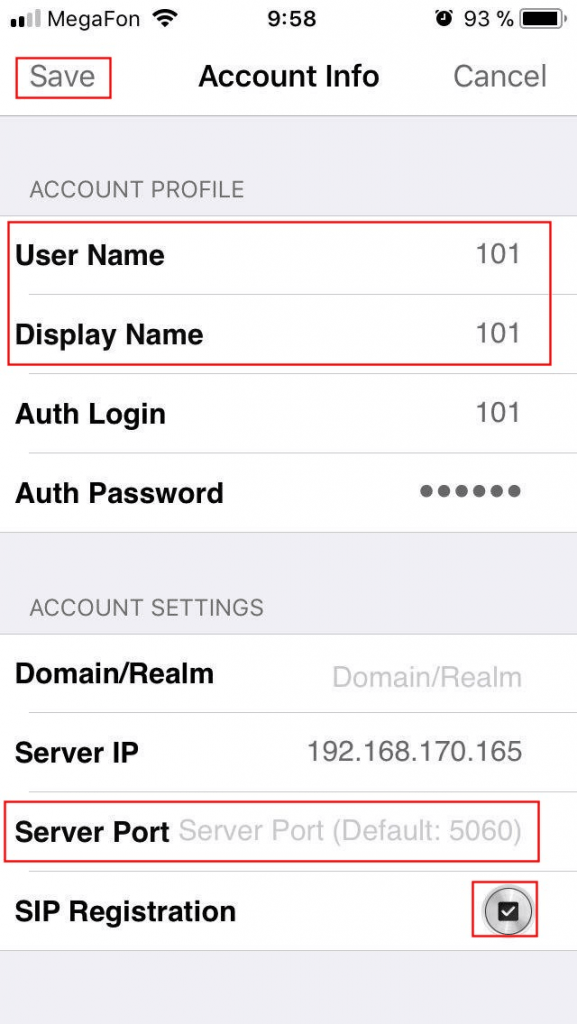 MegaFon 9:58 93 %
Save Account Info Cancel
ACCOUNT PROFILE
User Name 101
Display Name 101
Auth Login 101
Auth Password ••••••
ACCOUNT SETTINGS
Domain/Realm Domain/Realm
Server IP 192.168.170.165
Server Port Server Port (Default: 5060)
SIP Registration